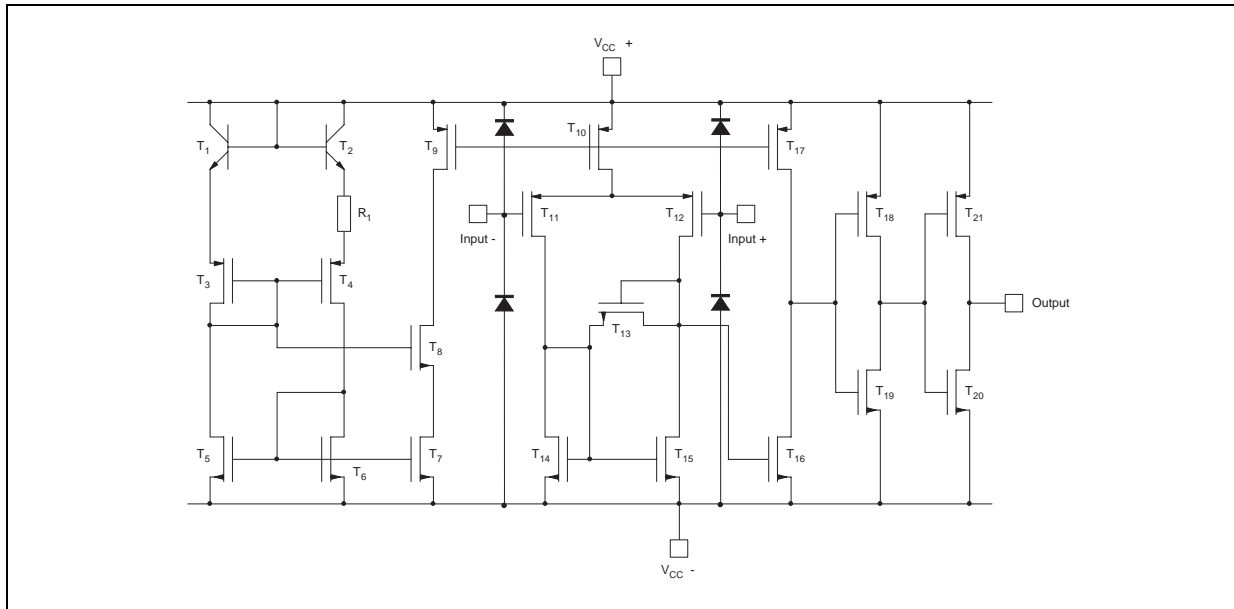 VCC +
T1
T2
T9
T10
T17
R1
T11
T12
T18
T21
Input -
Input +
T3
T4
Output
T13
T8
T19
T20
T5
T6
T7
T14
T15
T16
VCC -